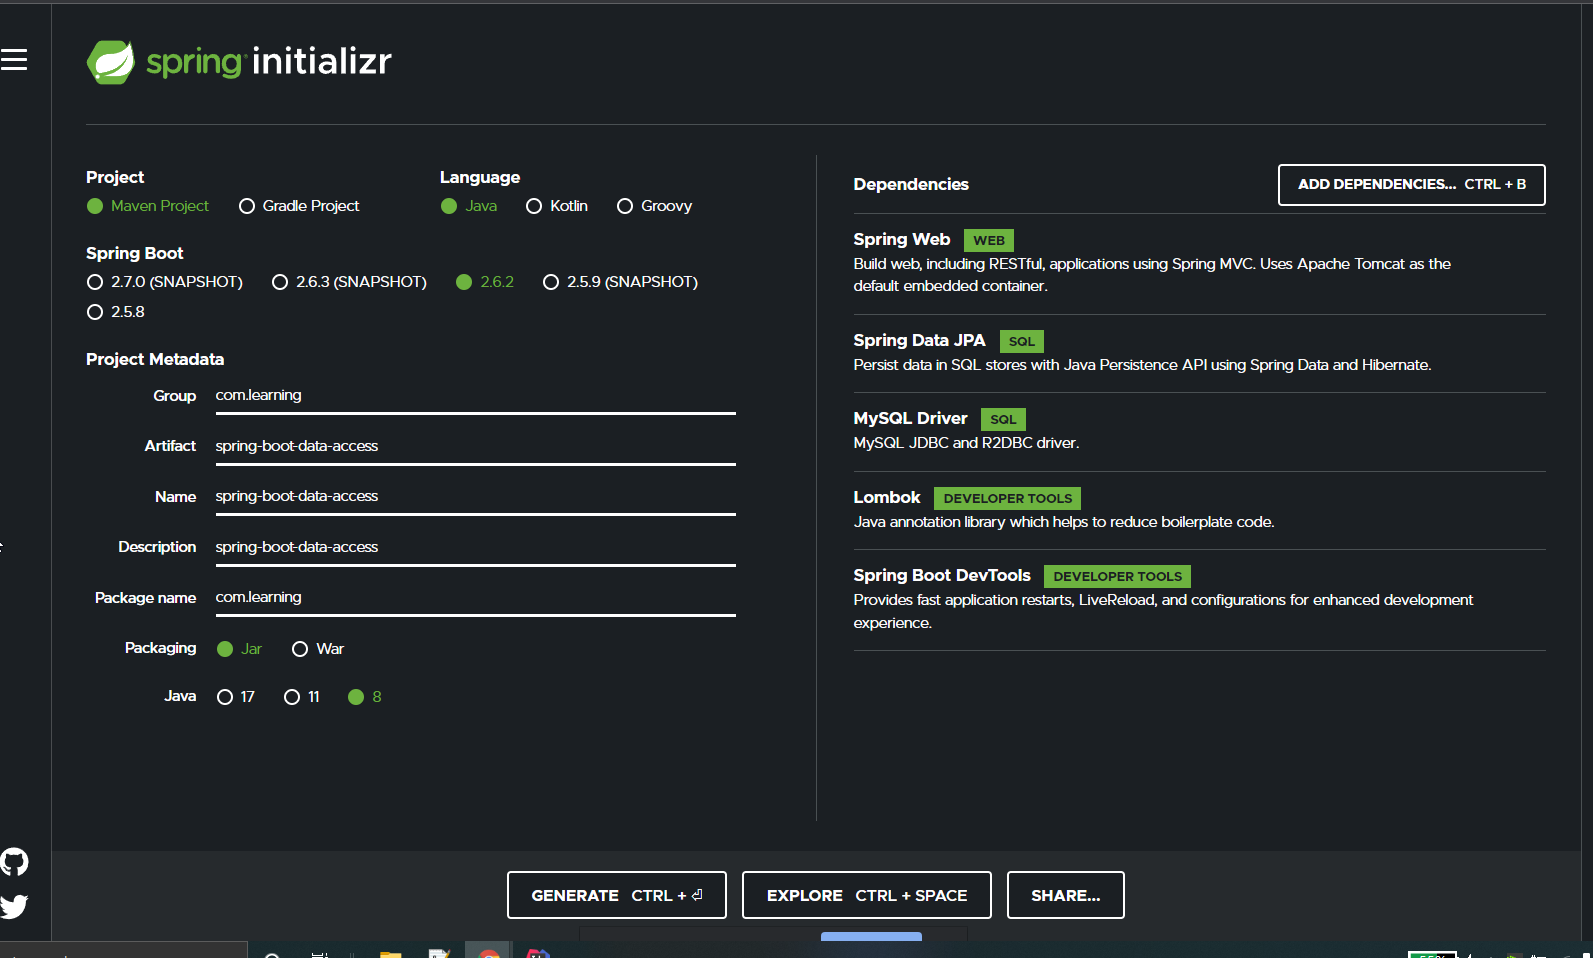 spring initializr
Project
Maven Project
Gradle Project
Language
Java
Kotlin
Groovy
Spring Boot
2.7.0 (SNAPSHOT)
2.6.3 (SNAPSHOT)
2.6.2
2.5.9 (SNAPSHOT)
2.5.8
Project Metadata
Group com.learning
Artifact spring-boot-data-access
Name spring-boot-data-access
Description spring-boot-data-access
Package name com.learning
Packaging Jar War
Java 17 11 8
Dependencies
ADD DEPENDENCIES... CTRL + B
Spring Web WEB
Build web, including RESTful, applications using Spring MVC. Uses Apache Tomcat as the
default embedded container.
Spring Data JPA SQL
Persist data in SQL stores with Java Persistence API using Spring Data and Hibernate.
MySQL Driver SQL
MySQL JDBC and R2DBC driver.
Lombok DEVELOPER TOOLS
Java annotation library which helps to reduce boilerplate code.
Spring Boot DevTools DEVELOPER TOOLS
Provides fast application restarts, LiveReload, and configurations for enhanced development
experience.
GENERATE CTRL + ⏎
EXPLORE CTRL + SPACE
SHARE...